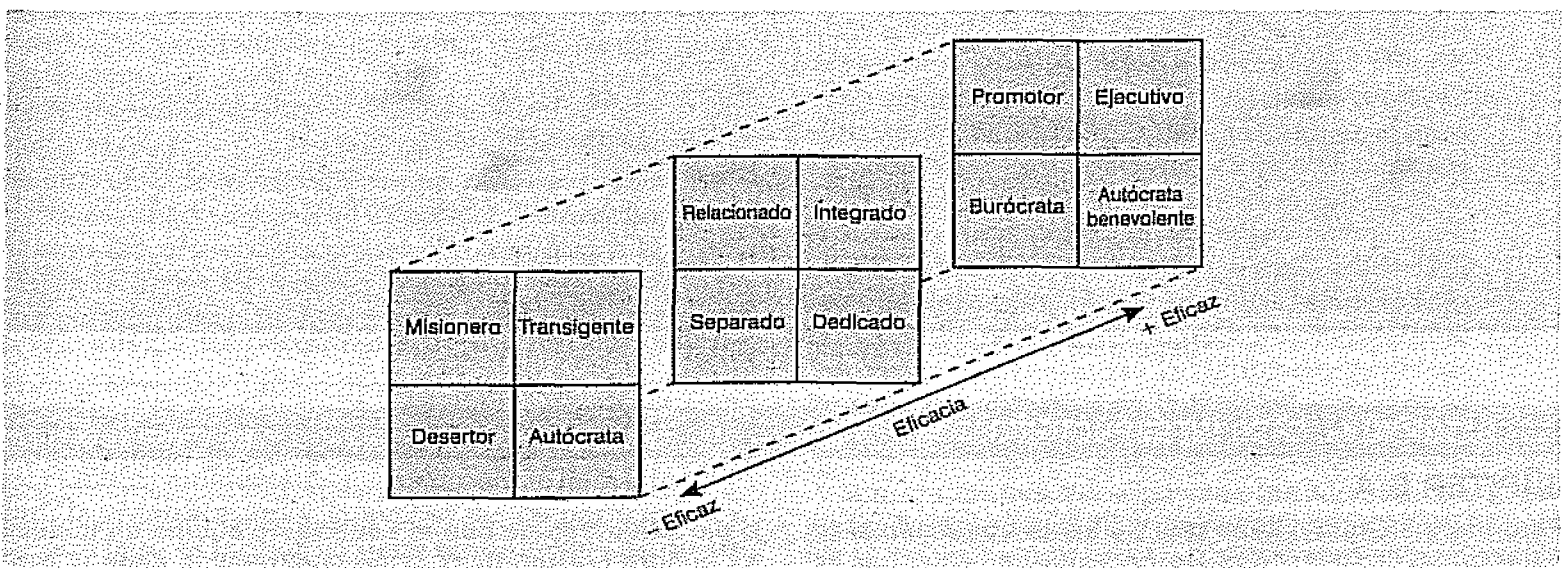 Promotor
Ejecutivo
Burócrata
Autócrata
benevolente
Relacionado
Integrado
Separado
Dedicado
Misionero
Transigente
Desertor
Autócrata
+ Eficaz
Eficacia
– Eficaz